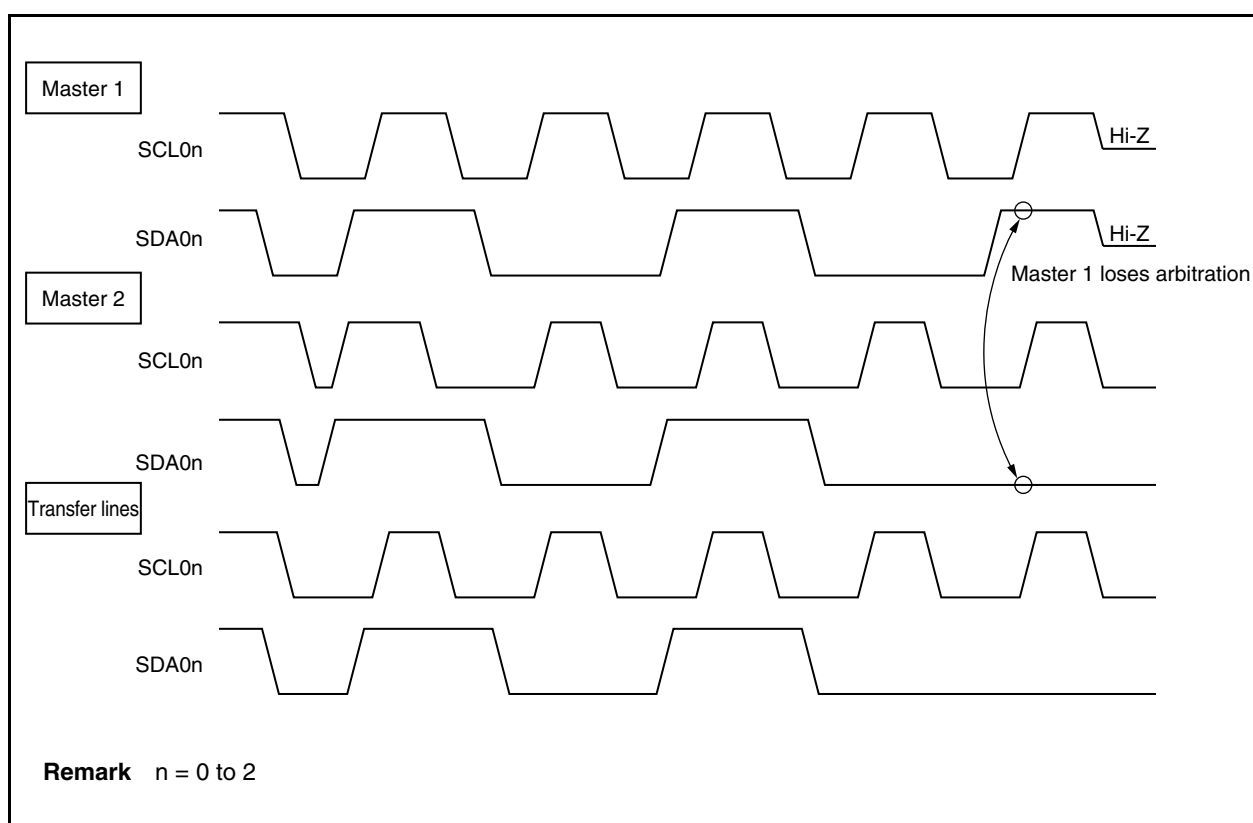 Master 1
SCL0n
Hi-Z
SDA0n
Hi-Z
Master 1 loses arbitration
Master 2
SCL0n
SDA0n
Transfer lines
SCL0n
SDA0n
Remark n = 0 to 2